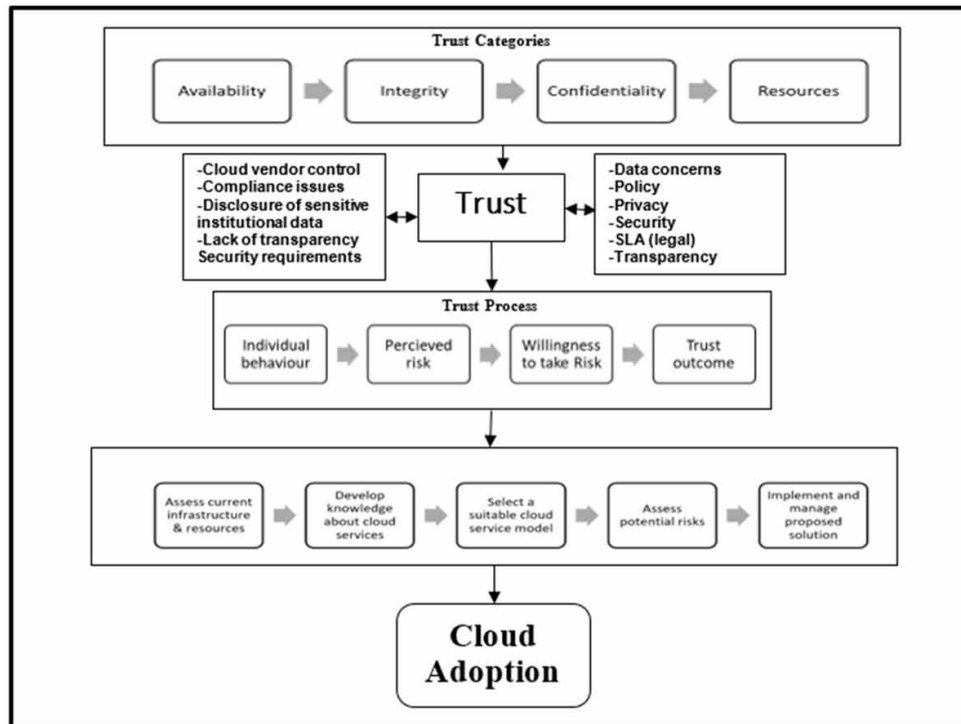 Trust Categories
Availability
Integrity
Confidentiality
Resources
-Cloud vendor control
-Compliance issues
-Disclosure of sensitive
institutional data
-Lack of transparency
Security requirements
Trust
-Data concerns
-Policy
-Privacy
-Security
-SLA (legal)
-Transparency
Trust Process
Individual
behaviour
Percieved
risk
Willingness
to take Risk
Trust
outcome
Assess current
infrastructure
& resources
Develop
knowledge
about cloud
services
Select a
suitable cloud
service model
Assess
potential risks
Implement and
manage
proposed
solution
Cloud
Adoption